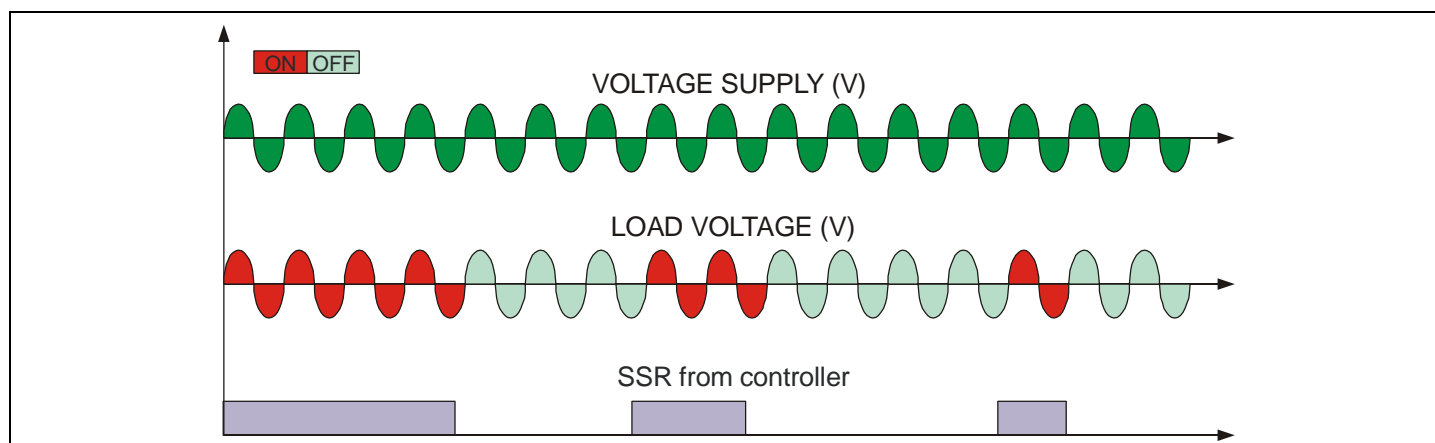 ON OFF
VOLTAGE SUPPLY (V)
LOAD VOLTAGE (V)
SSR from controller